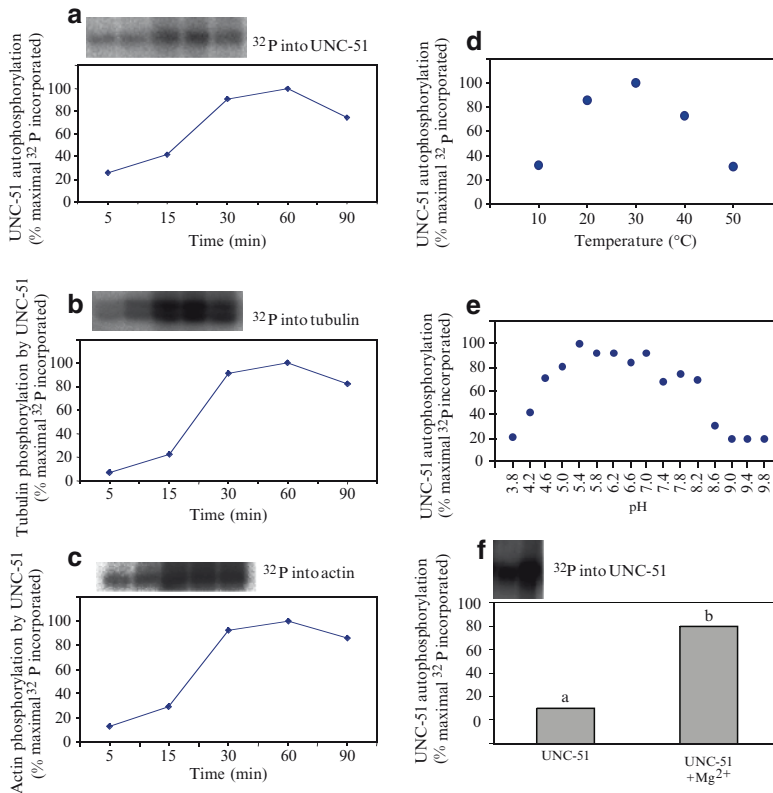 a
32P into UNC-51
UNC-51 autophosphorylation
(% maximal 32 P incorporated)
100
80
60
40
20
0
5 15 30 60 90
Time (min)
b
32P into tubulin
Tubulin phosphorylation by UNC-51
(% maximal 32 P incorporated)
100
80
60
40
20
0
5 15 30 60 90
Time (min)
c
32P into actin
Actin phosphorylation by UNC-51
(% maximal 32 P incorporated)
100
80
60
40
20
0
5 15 30 60 90
Time (min)
d
UNC-51 autophosphorylation
(% maximal 32 P incorporated)
100
80
60
40
20
0
10 20 30 40 50
Temperature (°C)
e
UNC-51 autophosphorylation
(% maximal 32P incorporated)
100
80
60
40
20
0
3.8 4.2 4.6 5.0 5.4 5.8 6.2 6.6 7.0 7.4 7.8 8.2 8.6 9.0 9.4 9.8
pH
f
32P into UNC-51
UNC-51 autophosphorylation
(% maximal 32 P incorporated)
100
80
60
40
20
0
a
b
UNC-51
UNC-51
+Mg2+